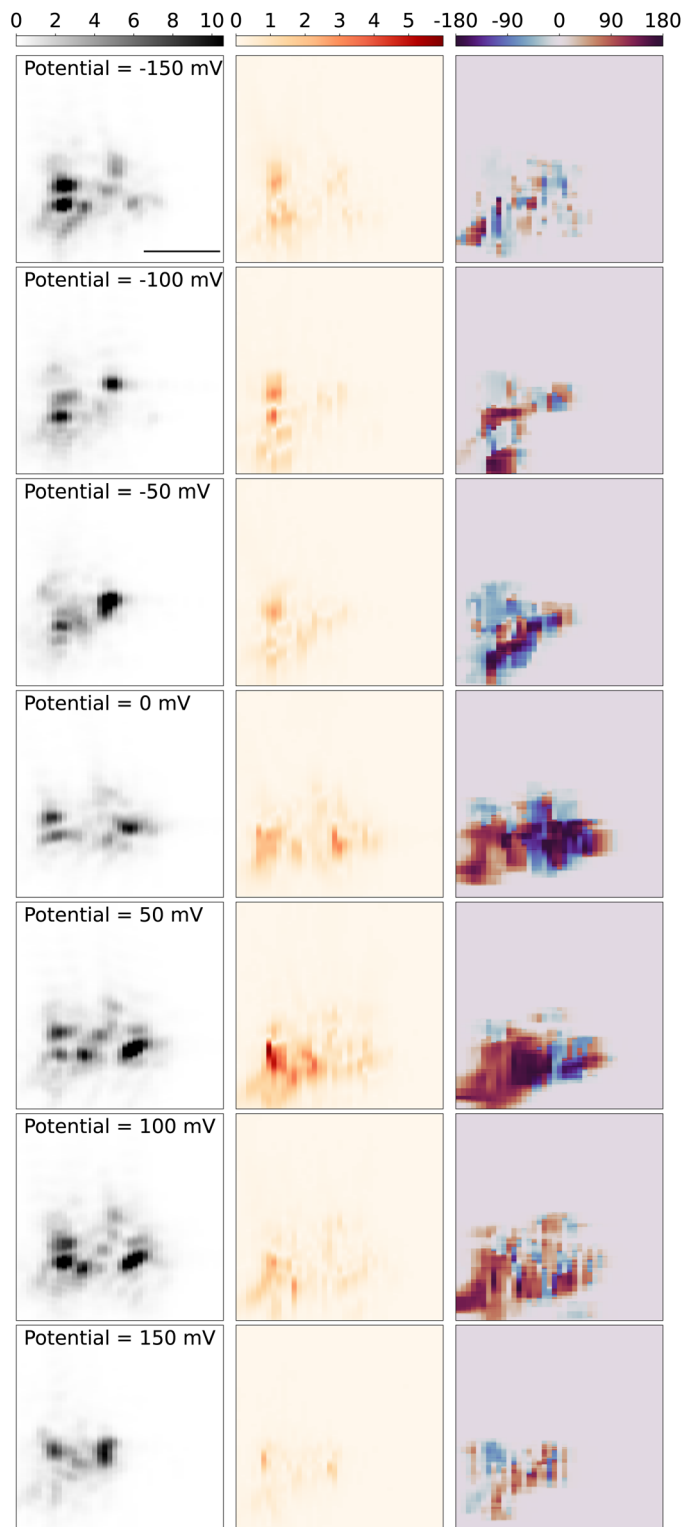 0 2 4 6 8 10 0 1 2 3 4 5 -180 -90 0 90 180
Potential = -150 mV
Potential = -100 mV
Potential = -50 mV
Potential = 0 mV
Potential = 50 mV
Potential = 100 mV
Potential = 150 mV